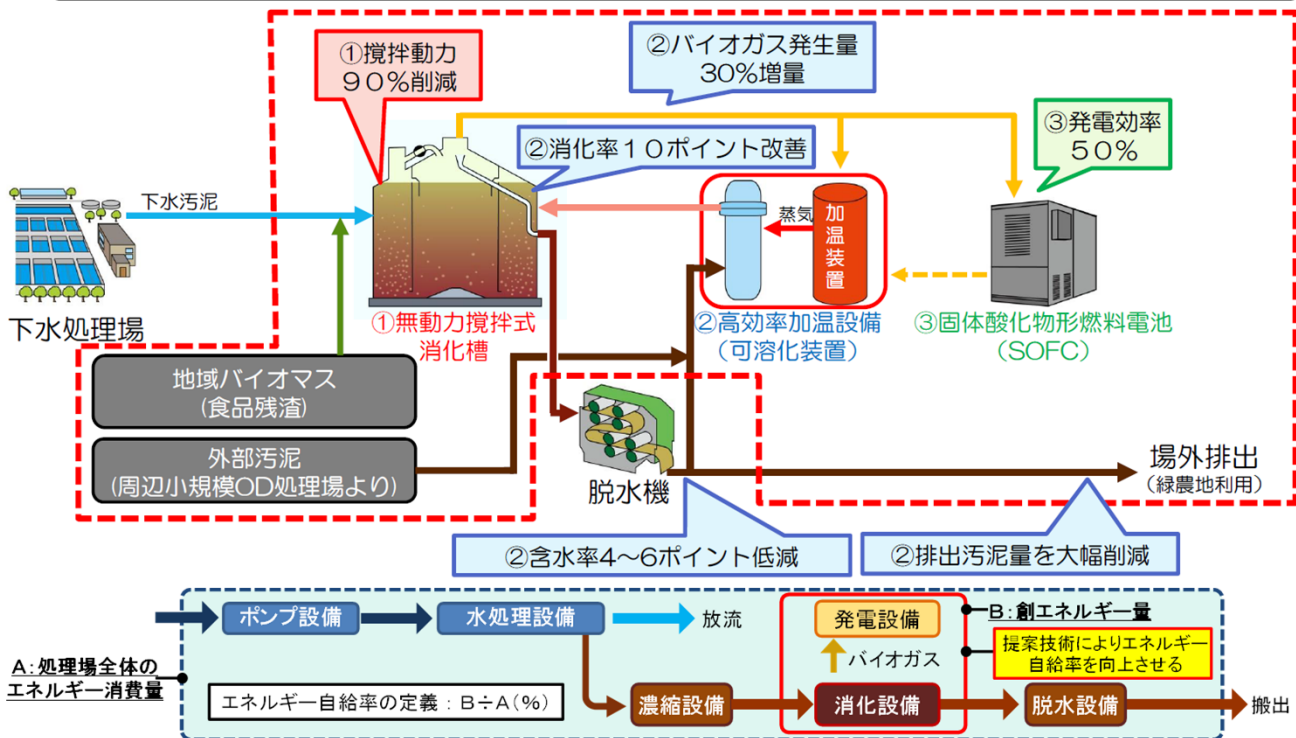 ①撹拌動力
９０%削減
②バイオガス発生量
30%増量
③発電効率
５０%
②消化率１０ポイント改善
下水汚泥
蒸気
加温装置
下水処理場
①無動力撹拌式
消化槽
②高効率加温設備
（可溶化装置）
③固体酸化物形燃料電池
（SOFC）
地域バイオマス
(食品残渣)
外部汚泥
(周辺小規模OD処理場より)
脱水機
場外排出
(緑農地利用)
②含水率4～6ポイント低減
②排出汚泥量を大幅削減
ポンプ設備
水処理設備
放流
発電設備
B：創エネルギー量
バイオガス
提案技術によりエネルギー
自給率を向上させる
A：処理場全体の
エネルギー消費量
エネルギー自給率の定義：B÷A(%)
濃縮設備
消化設備
脱水設備
搬出